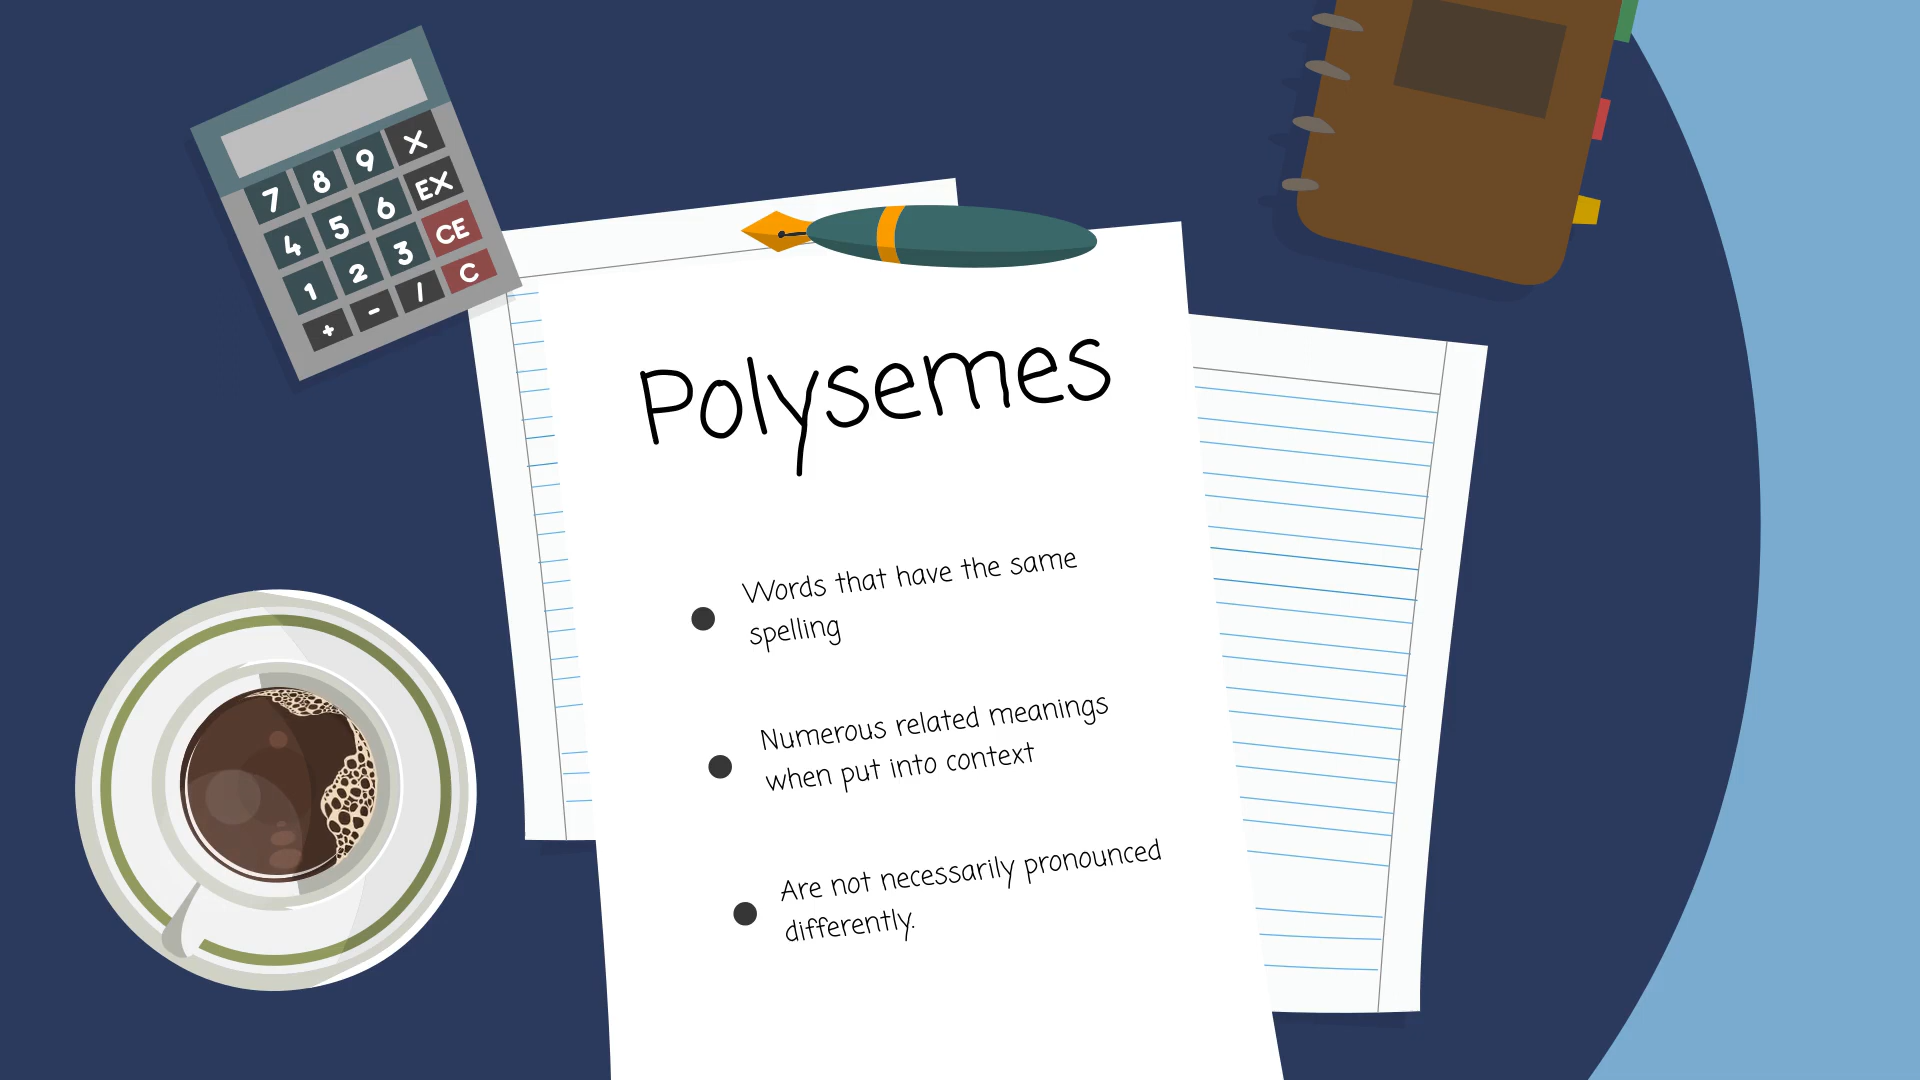 7 8 9 X
4 5 6 EX
1 2 3 CE
+ - / C
Polysemes
Words that have the same
spelling
Numerous related meanings
when put into context
Are not necessarily pronounced
differently.